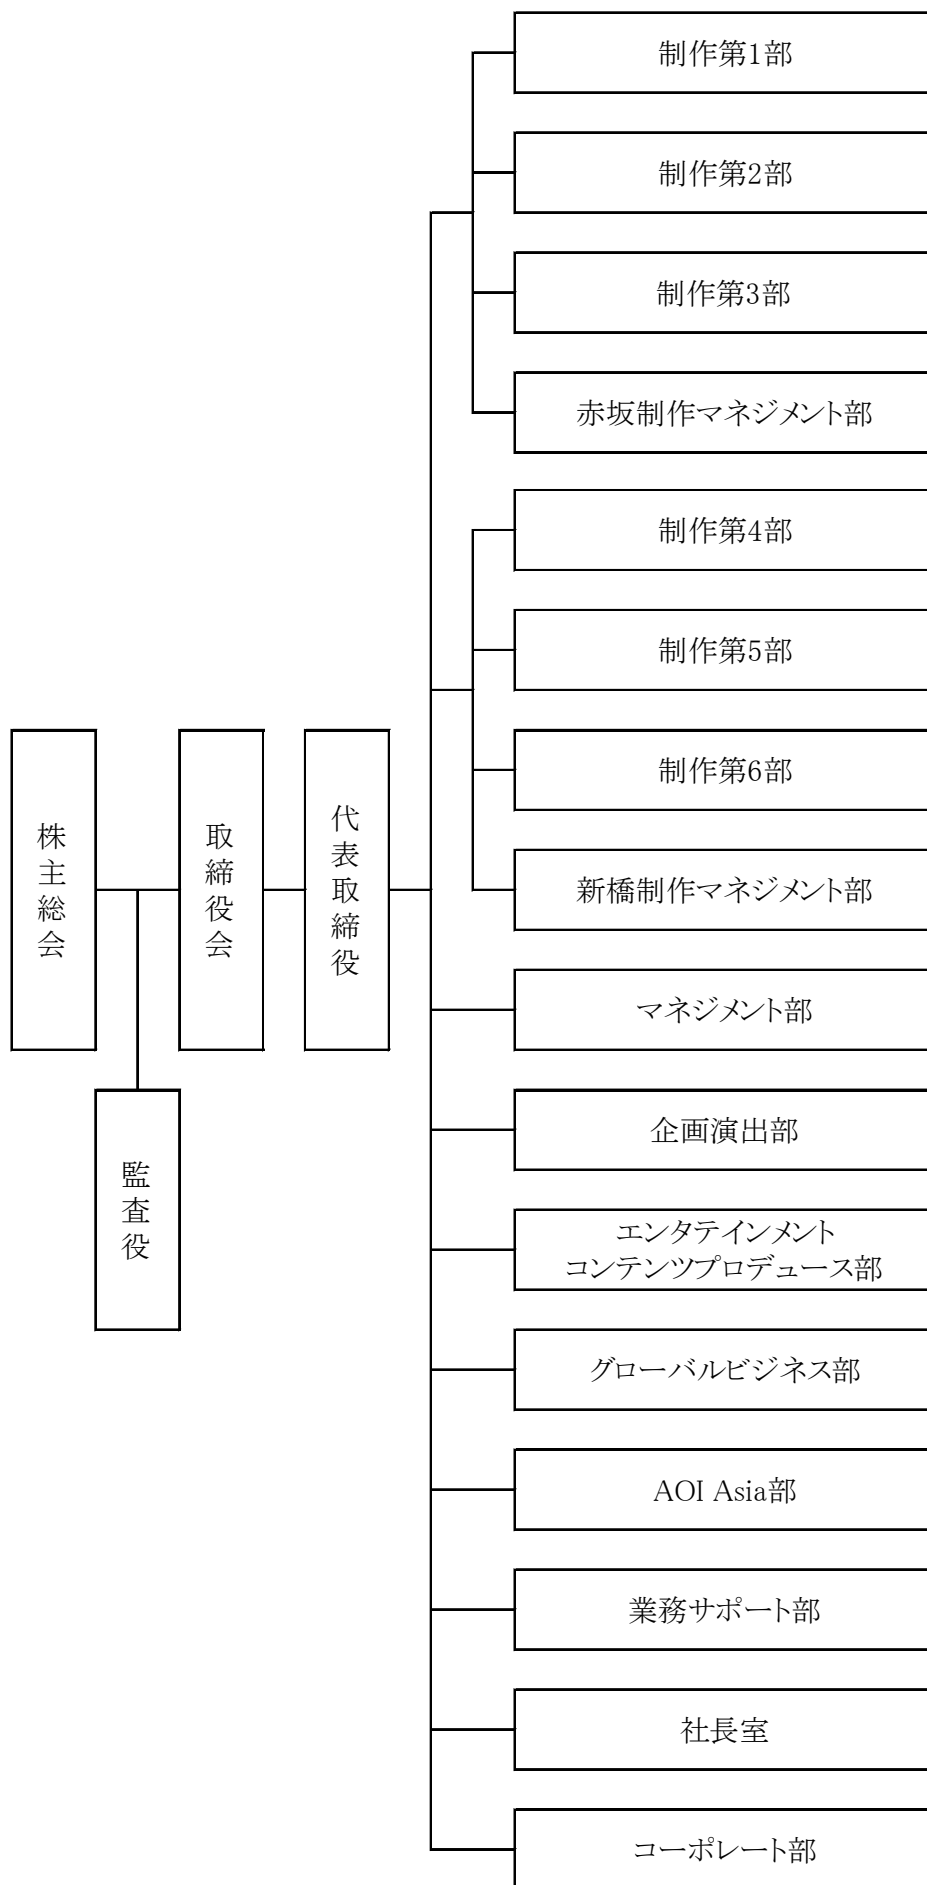 株主総会
監査役
取締役会
代表取締役
制作第1部
制作第2部
制作第3部
赤坂制作マネジメント部
制作第4部
制作第5部
制作第6部
新橋制作マネジメント部
マネジメント部
企画演出部
エンタテインメント
コンテンツプロデュース部
グローバルビジネス部
AOI Asia部
業務サポート部
社長室
コーポレート部